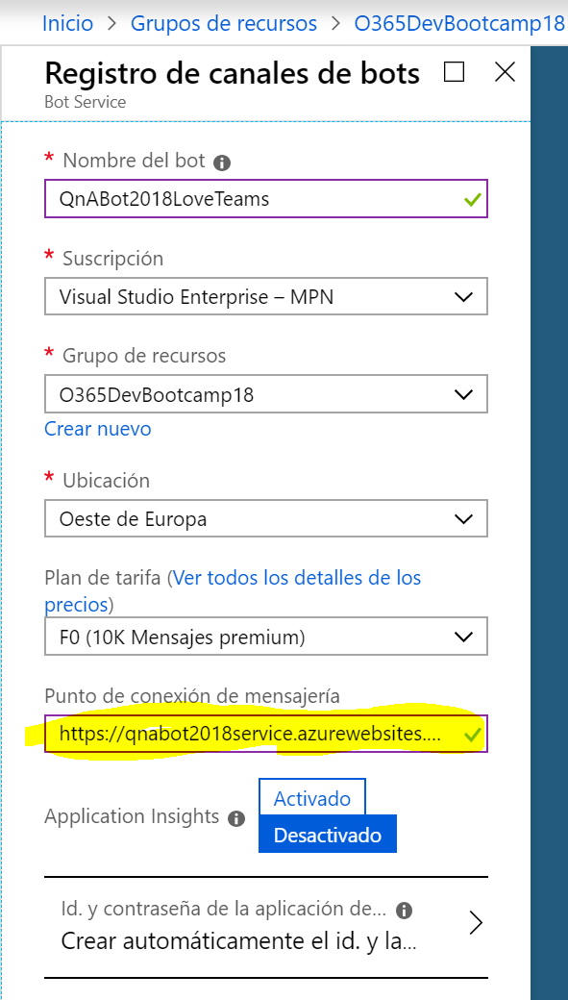 Inicio > Grupos de recursos > O365DevBootcamp18
Registro de canales de bots
Bot Service
* Nombre del bot
QnABot2018LoveTeams
* Suscripción
Visual Studio Enterprise – MPN
* Grupo de recursos
O365DevBootcamp18
Crear nuevo
* Ubicación
Oeste de Europa
Plan de tarifa (Ver todos los detalles de los
precios)
F0 (10K Mensajes premium)
Punto de conexión de mensajería
https://qnabot2018service.azurewebsites....
Application Insights
Activado
Desactivado
Id. y contraseña de la aplicación de...
Crear automáticamente el id. y la...